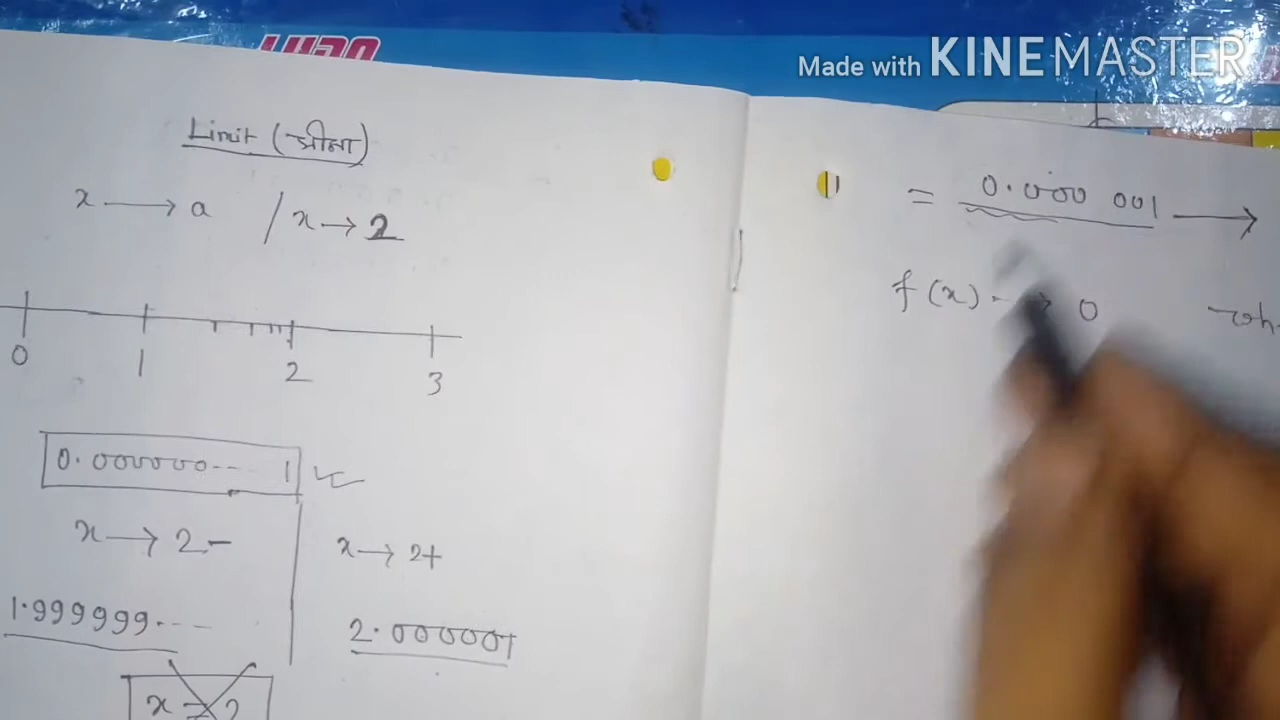 Made with KINEMASTER
LUDO
Limit (सीमा)
x → a / x → 2
0 1 2 3
0.000000-- 1
x → 2- x → 2+
1.999999.--- 2.000001
= 0.000 001 →
f(x) → 0